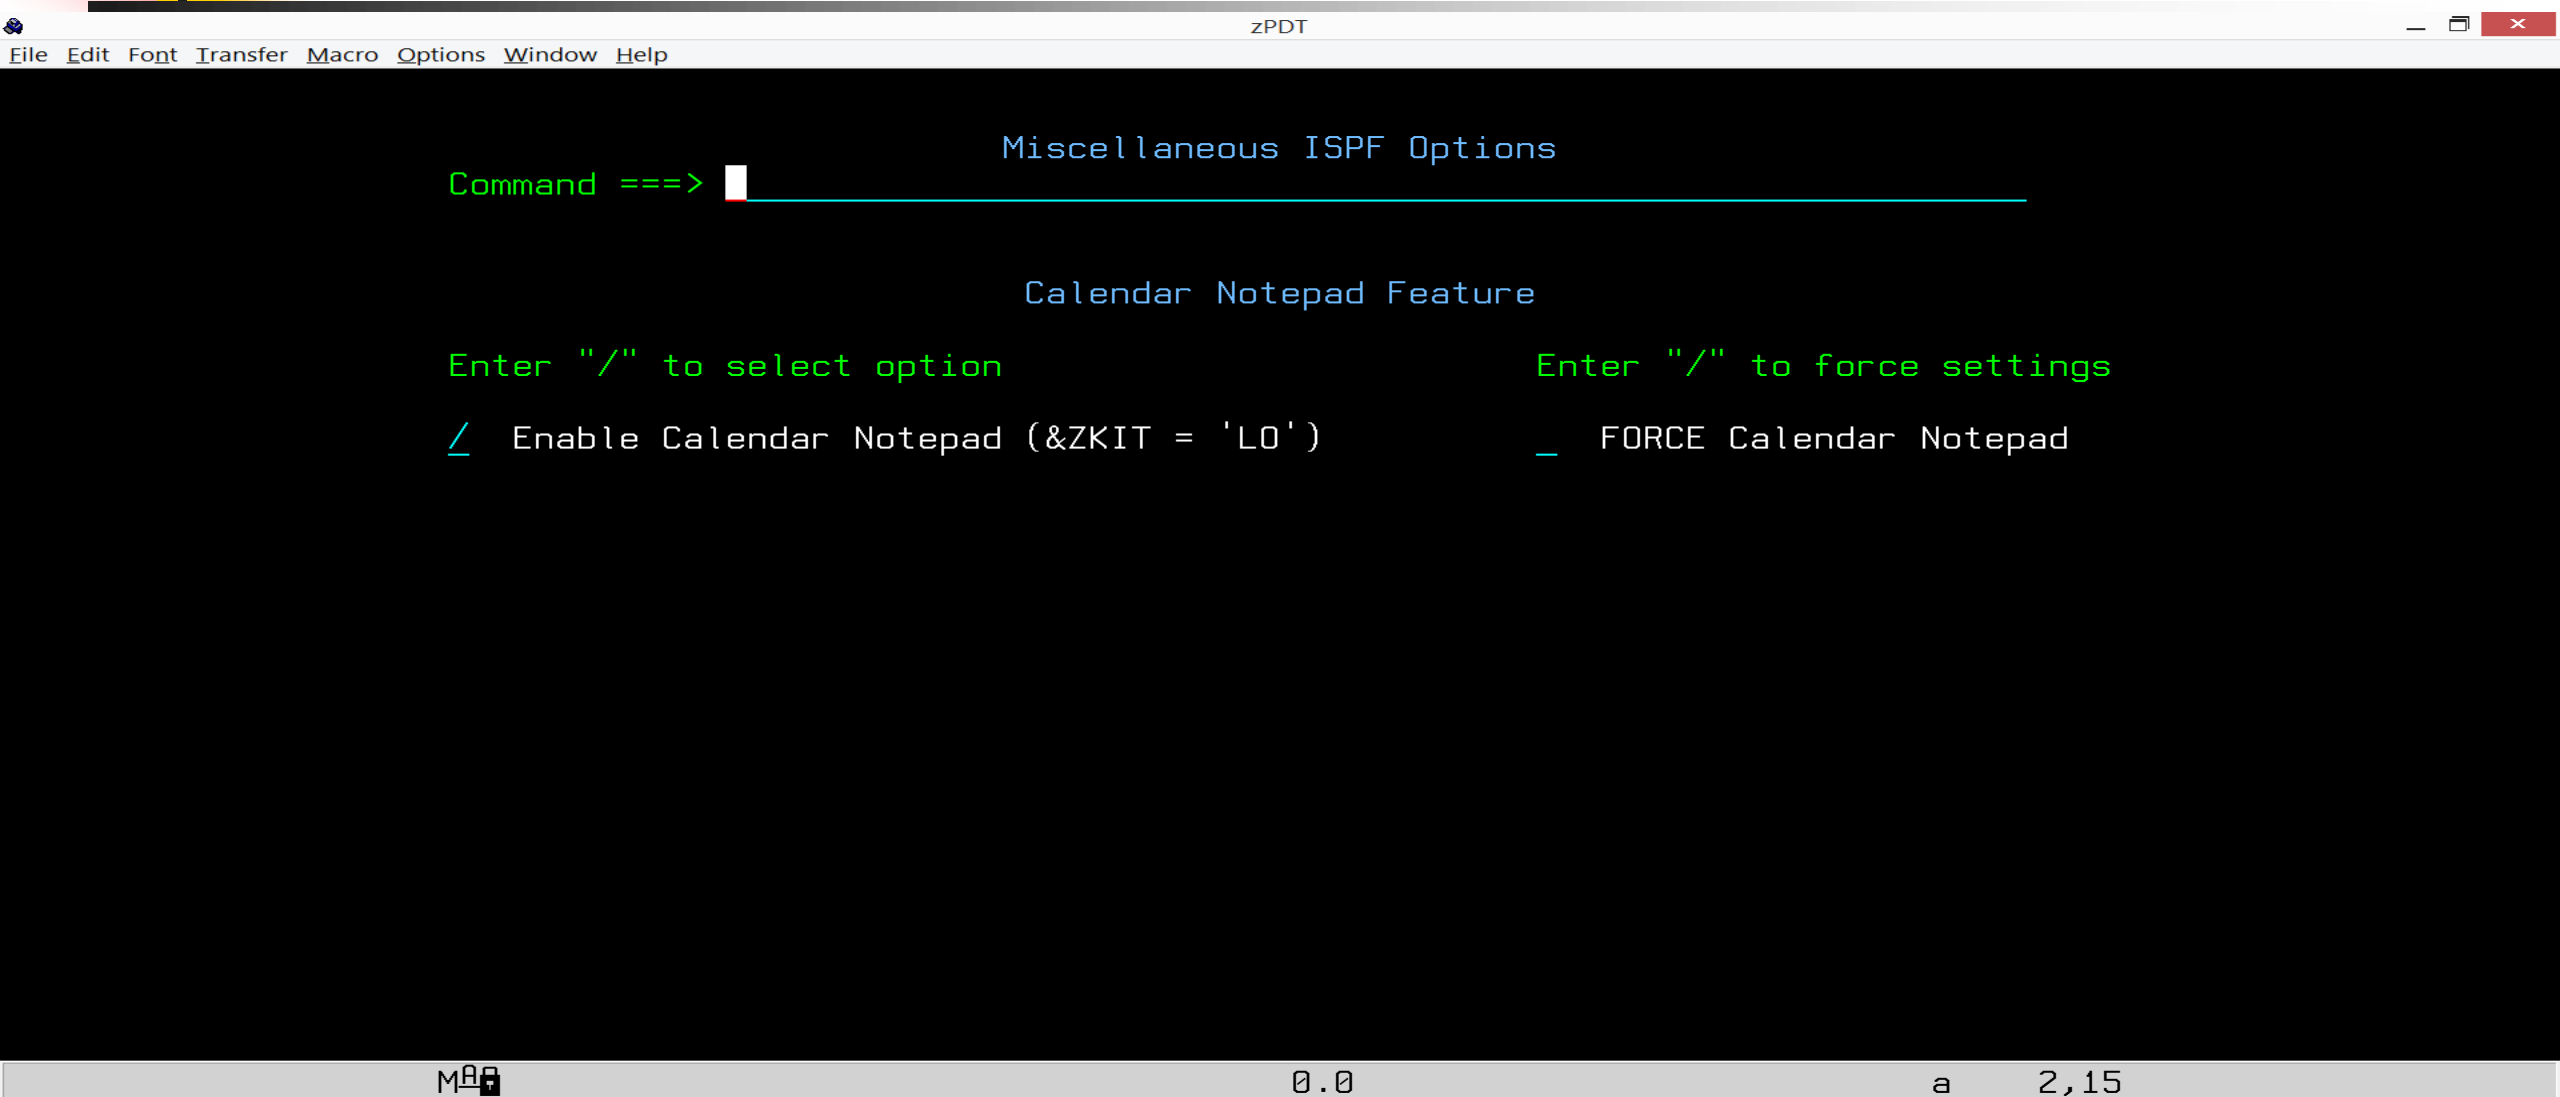 zPDT
File Edit Font Transfer Macro Options Window Help
Miscellaneous ISPF Options
Command ===>
Calendar Notepad Feature
Enter "/" to select option Enter "/" to force settings
/ Enable Calendar Notepad (&ZKIT = 'LO') _ FORCE Calendar Notepad
MA 0.0 a 2,15